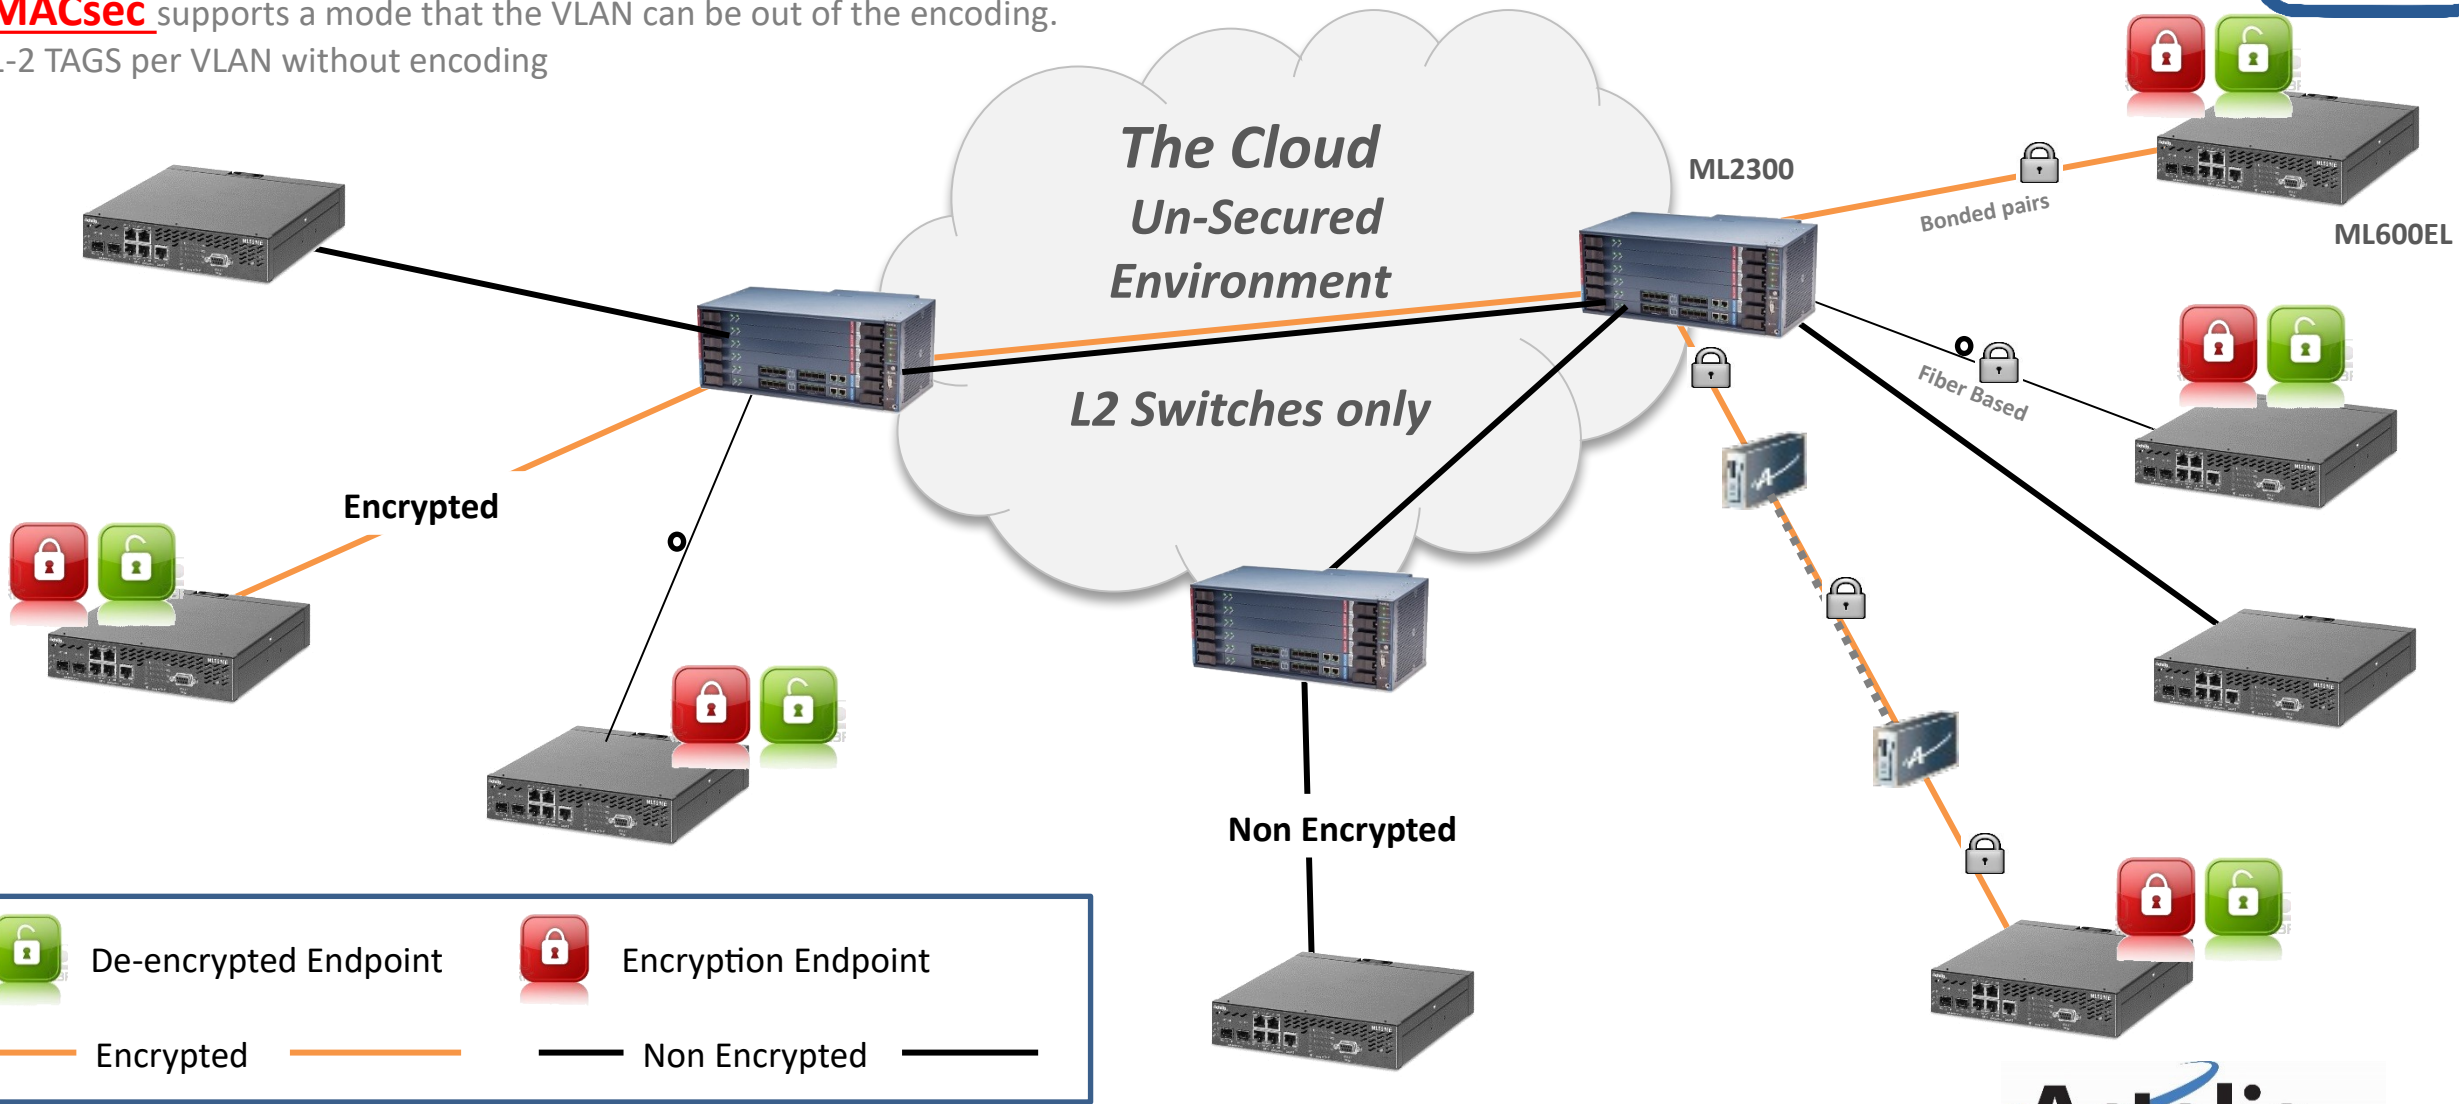 MACsec supports a mode that the VLAN can be out of the encoding.
-2 TAGS per VLAN without encoding
The Cloud
Un-Secured
Environment
L2 Switches only
ML2300
Bonded pairs
ML600EL
Fiber Based
Encrypted
Non Encrypted
De-encrypted Endpoint
Encryption Endpoint
Encrypted
Non Encrypted